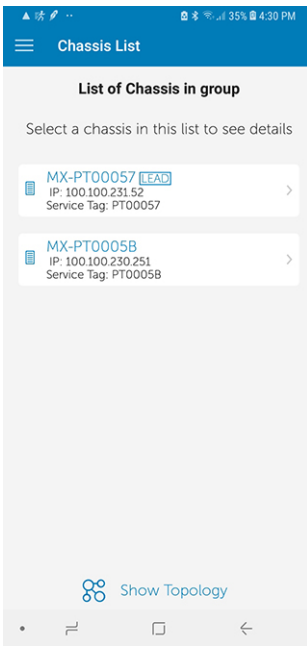 35% 4:30 PM
Chassis List
List of Chassis in group
Select a chassis in this list to see details
MX-PT00057 LEAD
IP: 100.100.231.52
Service Tag: PT00057
MX-PT0005B
IP: 100.100.230.251
Service Tag: PT0005B
Show Topology